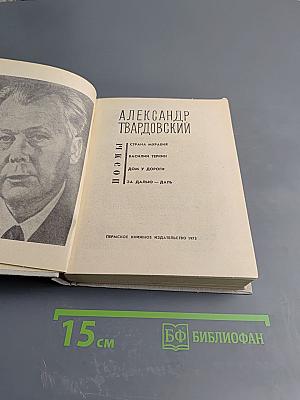 АЛЕКСАНДР
ТВАРДОВСКИЙ
ПОЭМЫ
СТРАНА МУРАВИЯ
ВАСИЛИЙ ТЕРКИН
ДОМ У ДОРОГИ
ЗА ДАЛЬЮ — ДАЛЬ
ПЕРМСКОЕ КНИЖНОЕ ИЗДАТЕЛЬСТВО 1972
15 см
БФ БИБЛИОФАН